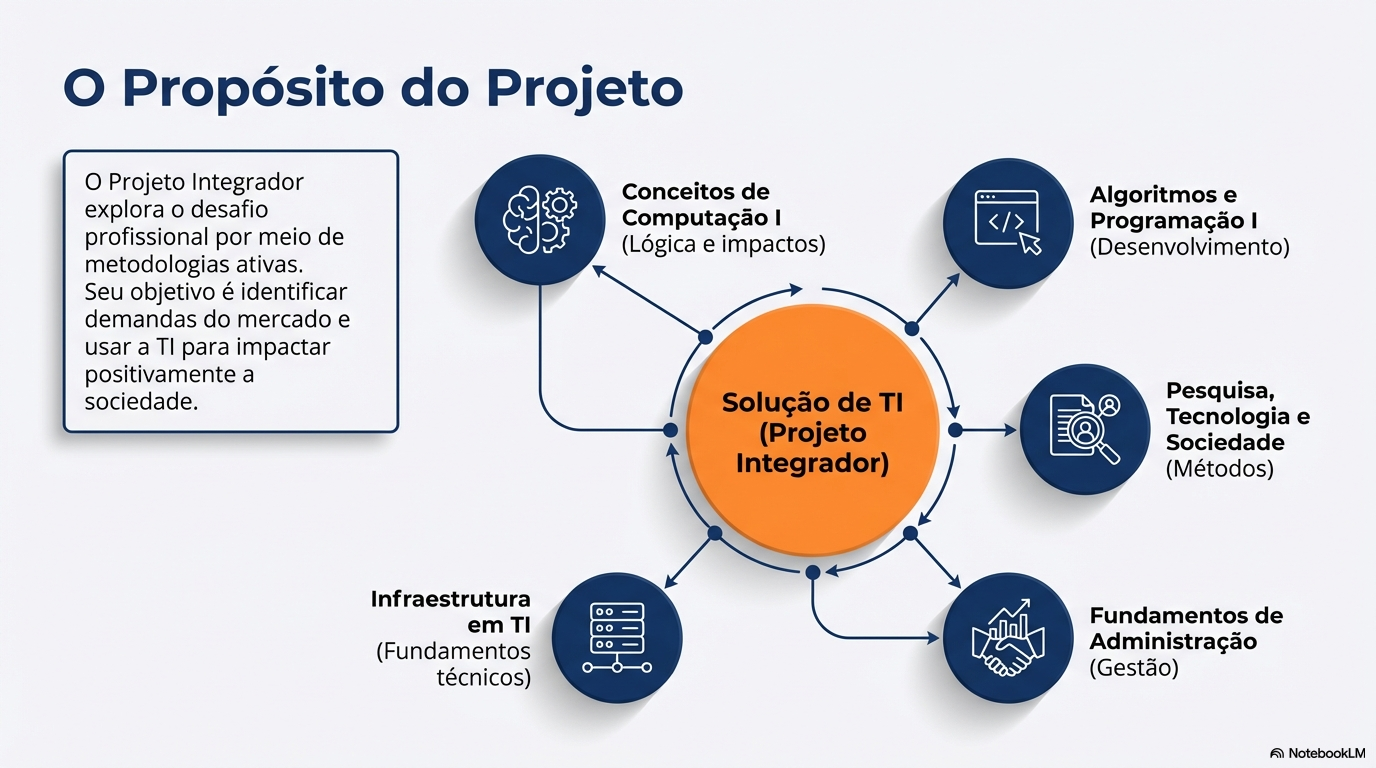 O Propósito do Projeto
O Projeto Integrador
explora o desafio
profissional por meio de
metodologias ativas.
Seu objetivo é identificar
demandas do mercado e
usar a TI para impactar
positivamente a
sociedade.
Conceitos de
Computação I
(Lógica e impactos)
Algoritmos e
Programação I
(Desenvolvimento)
Solução de TI
(Projeto
Integrador)
Pesquisa,
Tecnologia e
Sociedade
(Métodos)
Infraestrutura
em TI
(Fundamentos
técnicos)
Fundamentos de
Administração
(Gestão)
NotebookLM